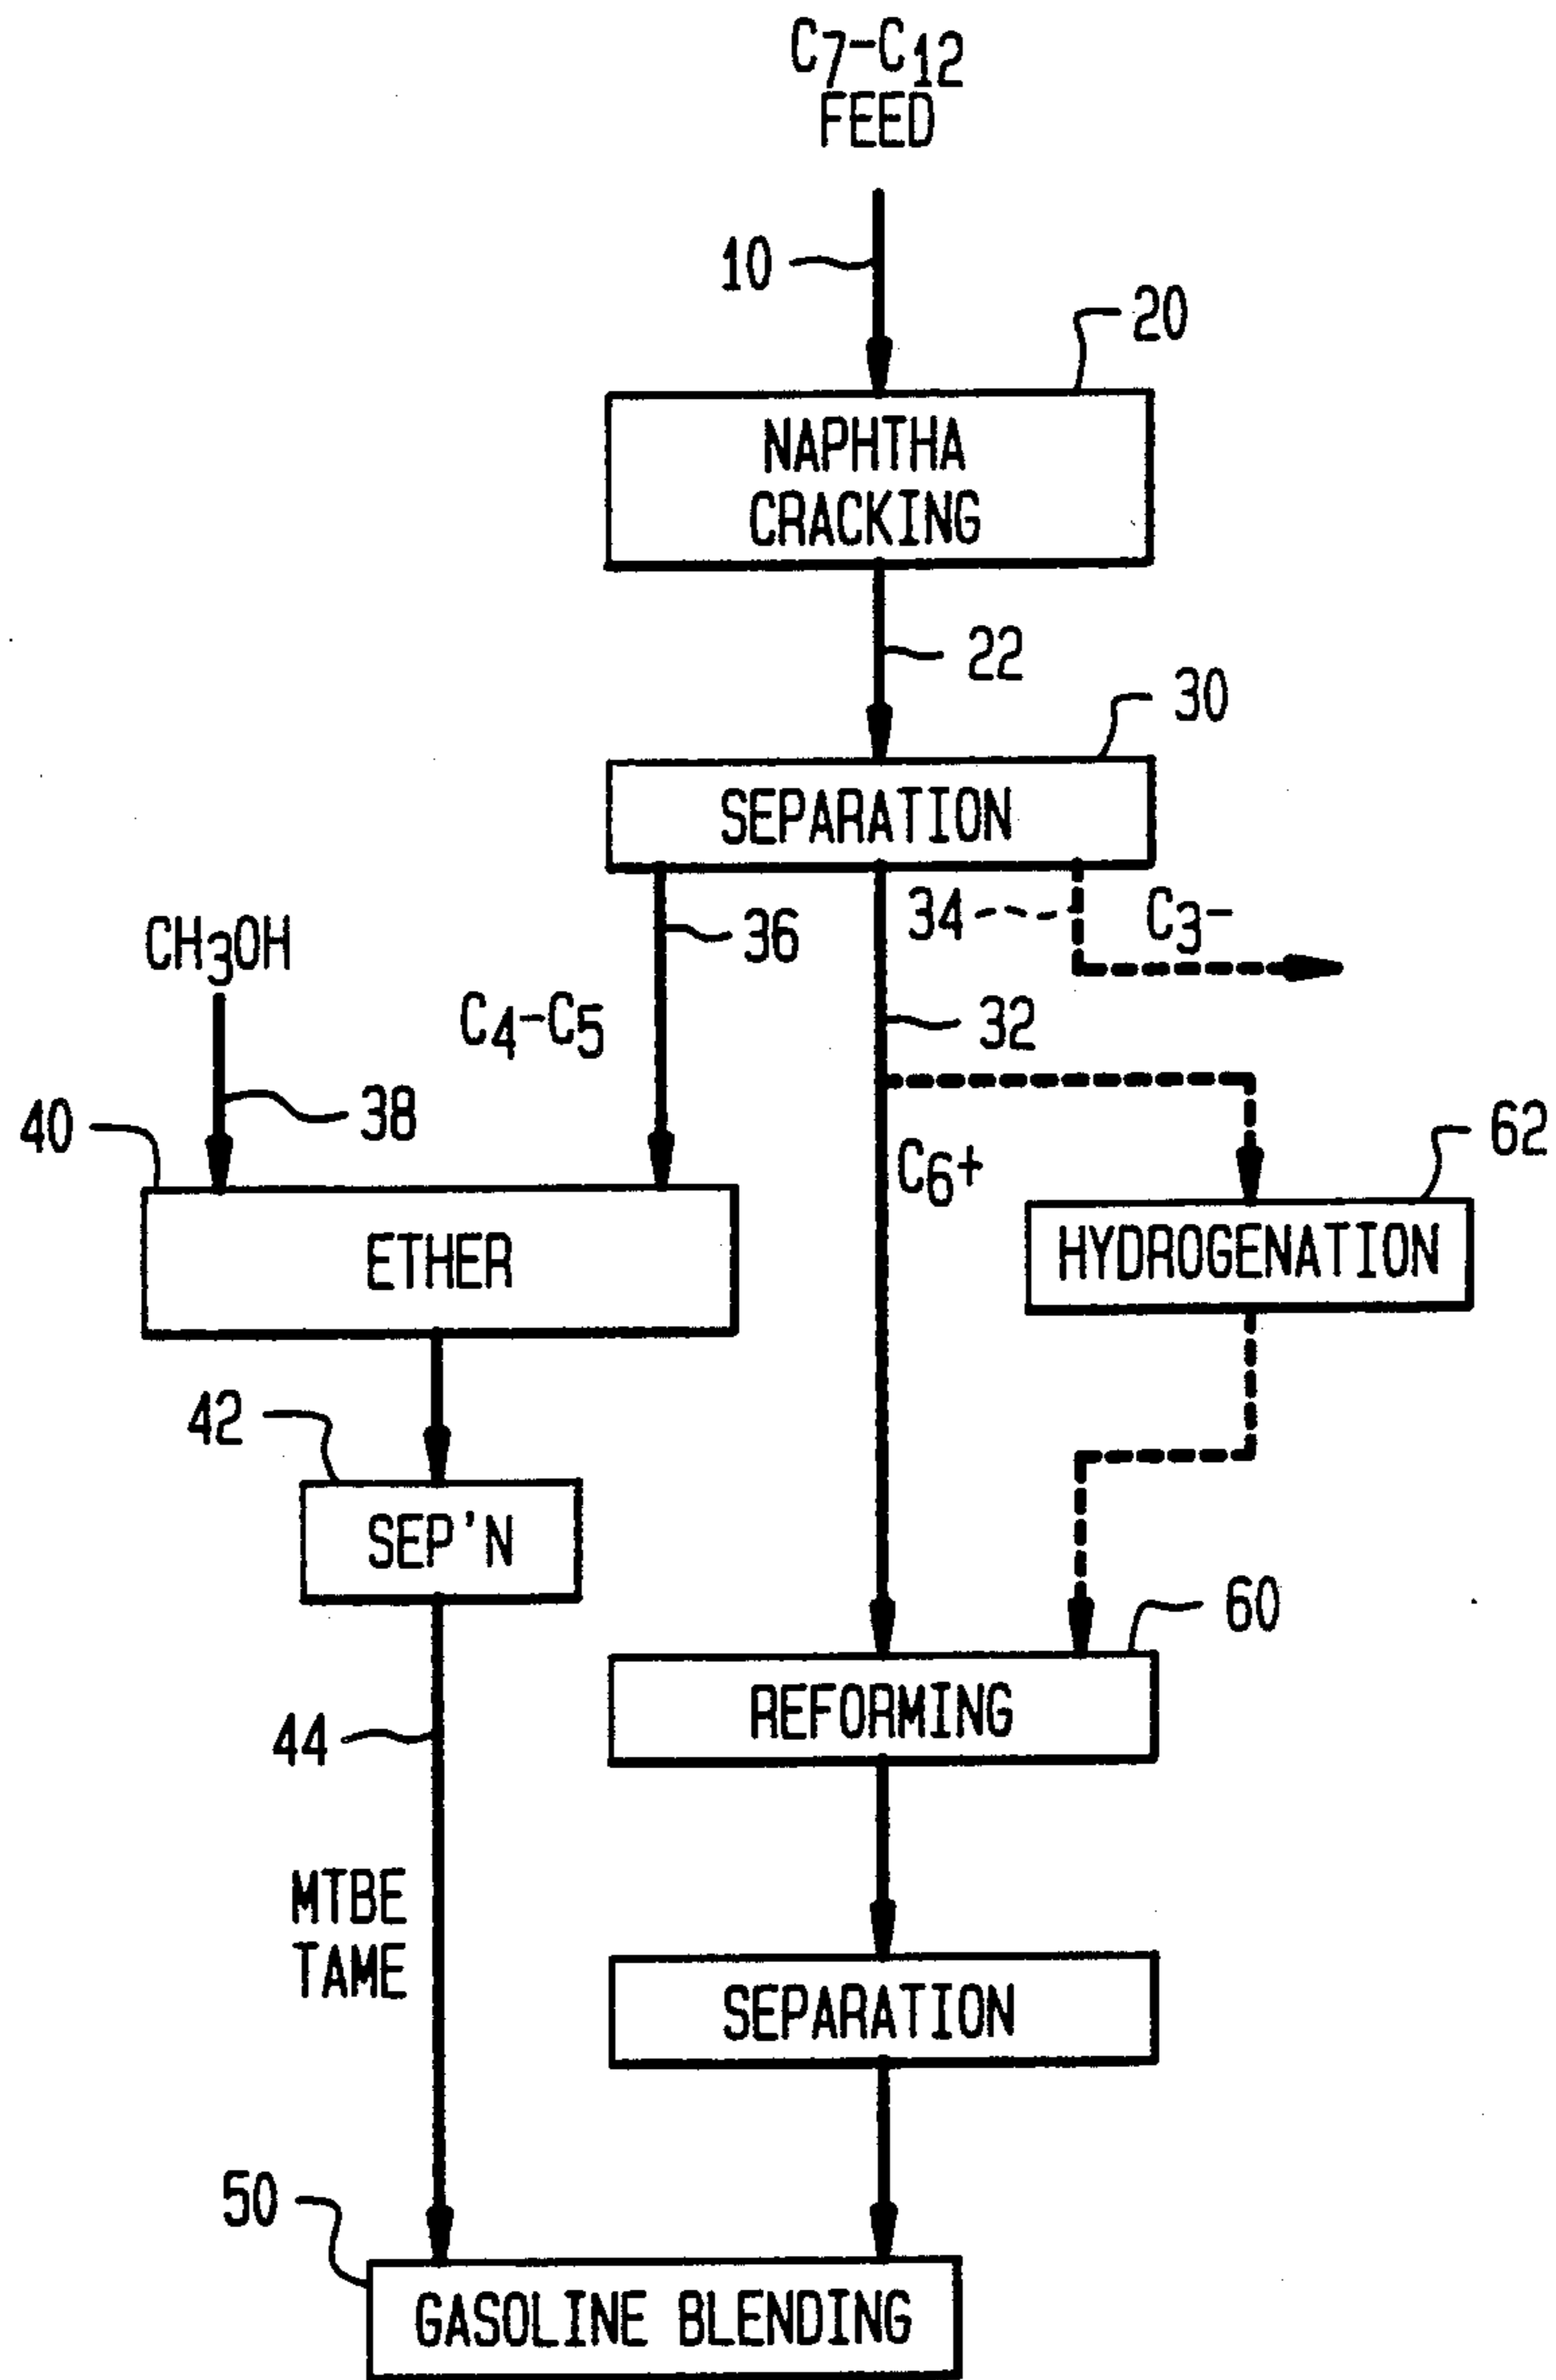 C7-C12
FEED
10
20
NAPHTHA
CRACKING
22
30
SEPARATION
36
34
C3-
CH3OH
C4-C5
32
38
40
62
C6+
ETHER
HYDROGENATION
42
SEP'N
60
REFORMING
44
MTBE
TAME
SEPARATION
50
GASOLINE BLENDING